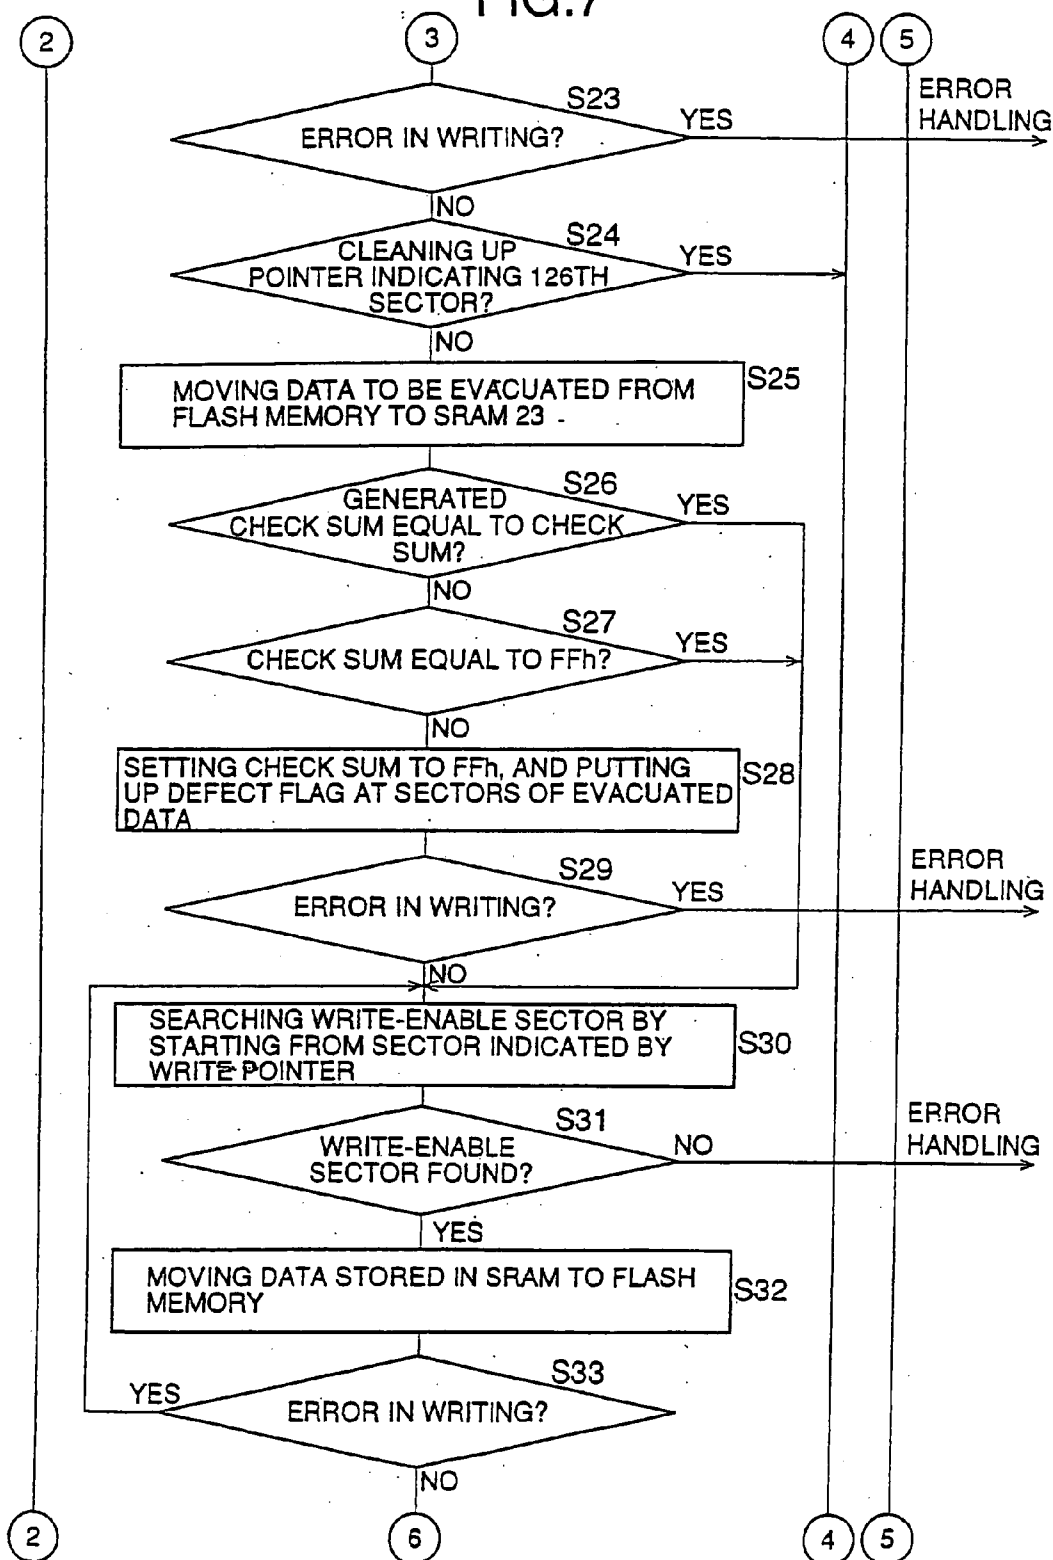 FIG.7
2
3
4
5
S23
ERROR IN WRITING?
YES
ERROR
HANDLING
NO
S24
CLEANING UP
POINTER INDICATING 126TH
SECTOR?
YES
NO
S25
MOVING DATA TO BE EVACUATED FROM
FLASH MEMORY TO SRAM 23
S26
GENERATED
CHECK SUM EQUAL TO CHECK
SUM?
YES
NO
S27
CHECK SUM EQUAL TO FFh?
YES
NO
SETTING CHECK SUM TO FFh, AND PUTTING
UP DEFECT FLAG AT SECTORS OF EVACUATED
DATA
S28
S29
ERROR IN WRITING?
YES
ERROR
HANDLING
NO
SEARCHING WRITE-ENABLE SECTOR BY
STARTING FROM SECTOR INDICATED BY
WRITE POINTER
S30
S31
WRITE-ENABLE
SECTOR FOUND?
NO
ERROR
HANDLING
YES
MOVING DATA STORED IN SRAM TO FLASH
MEMORY
S32
S33
YES
ERROR IN WRITING?
NO
2
6
4
5